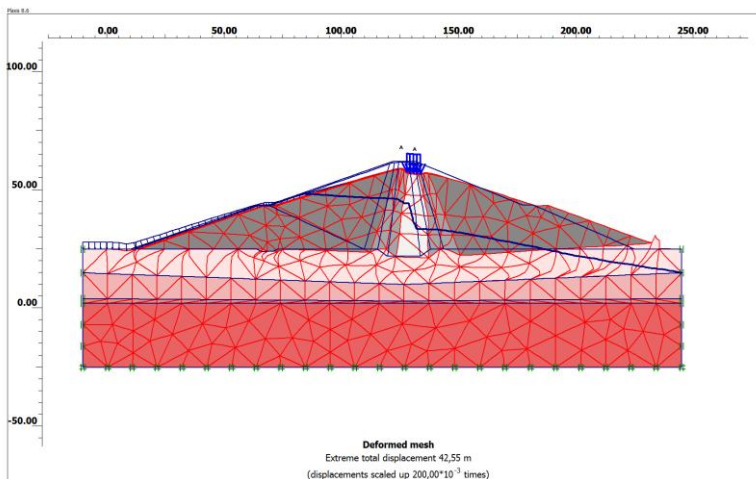 Plaxis 8.6
0.00 50.00 100.00 150.00 200.00 250.00
100.00
A A
50.00
0.00
-50.00
Deformed mesh
Extreme total displacement 42,55 m
(displacements scaled up 200,00*10⁻³ times)